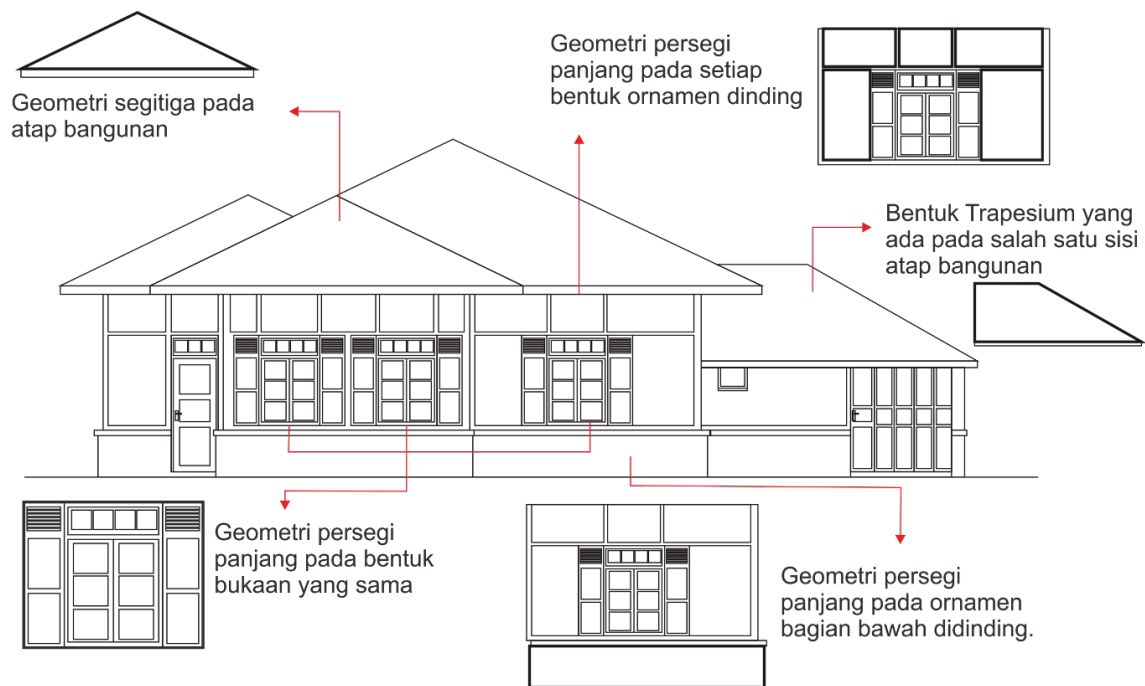 Geometri segitiga pada
atap bangunan
Geometri persegi
panjang pada setiap
bentuk ornamen dinding
Bentuk Trapesium yang
ada pada salah satu sisi
atap bangunan
Geometri persegi
panjang pada bentuk
bukaan yang sama
Geometri persegi
panjang pada ornamen
bagian bawah didinding.